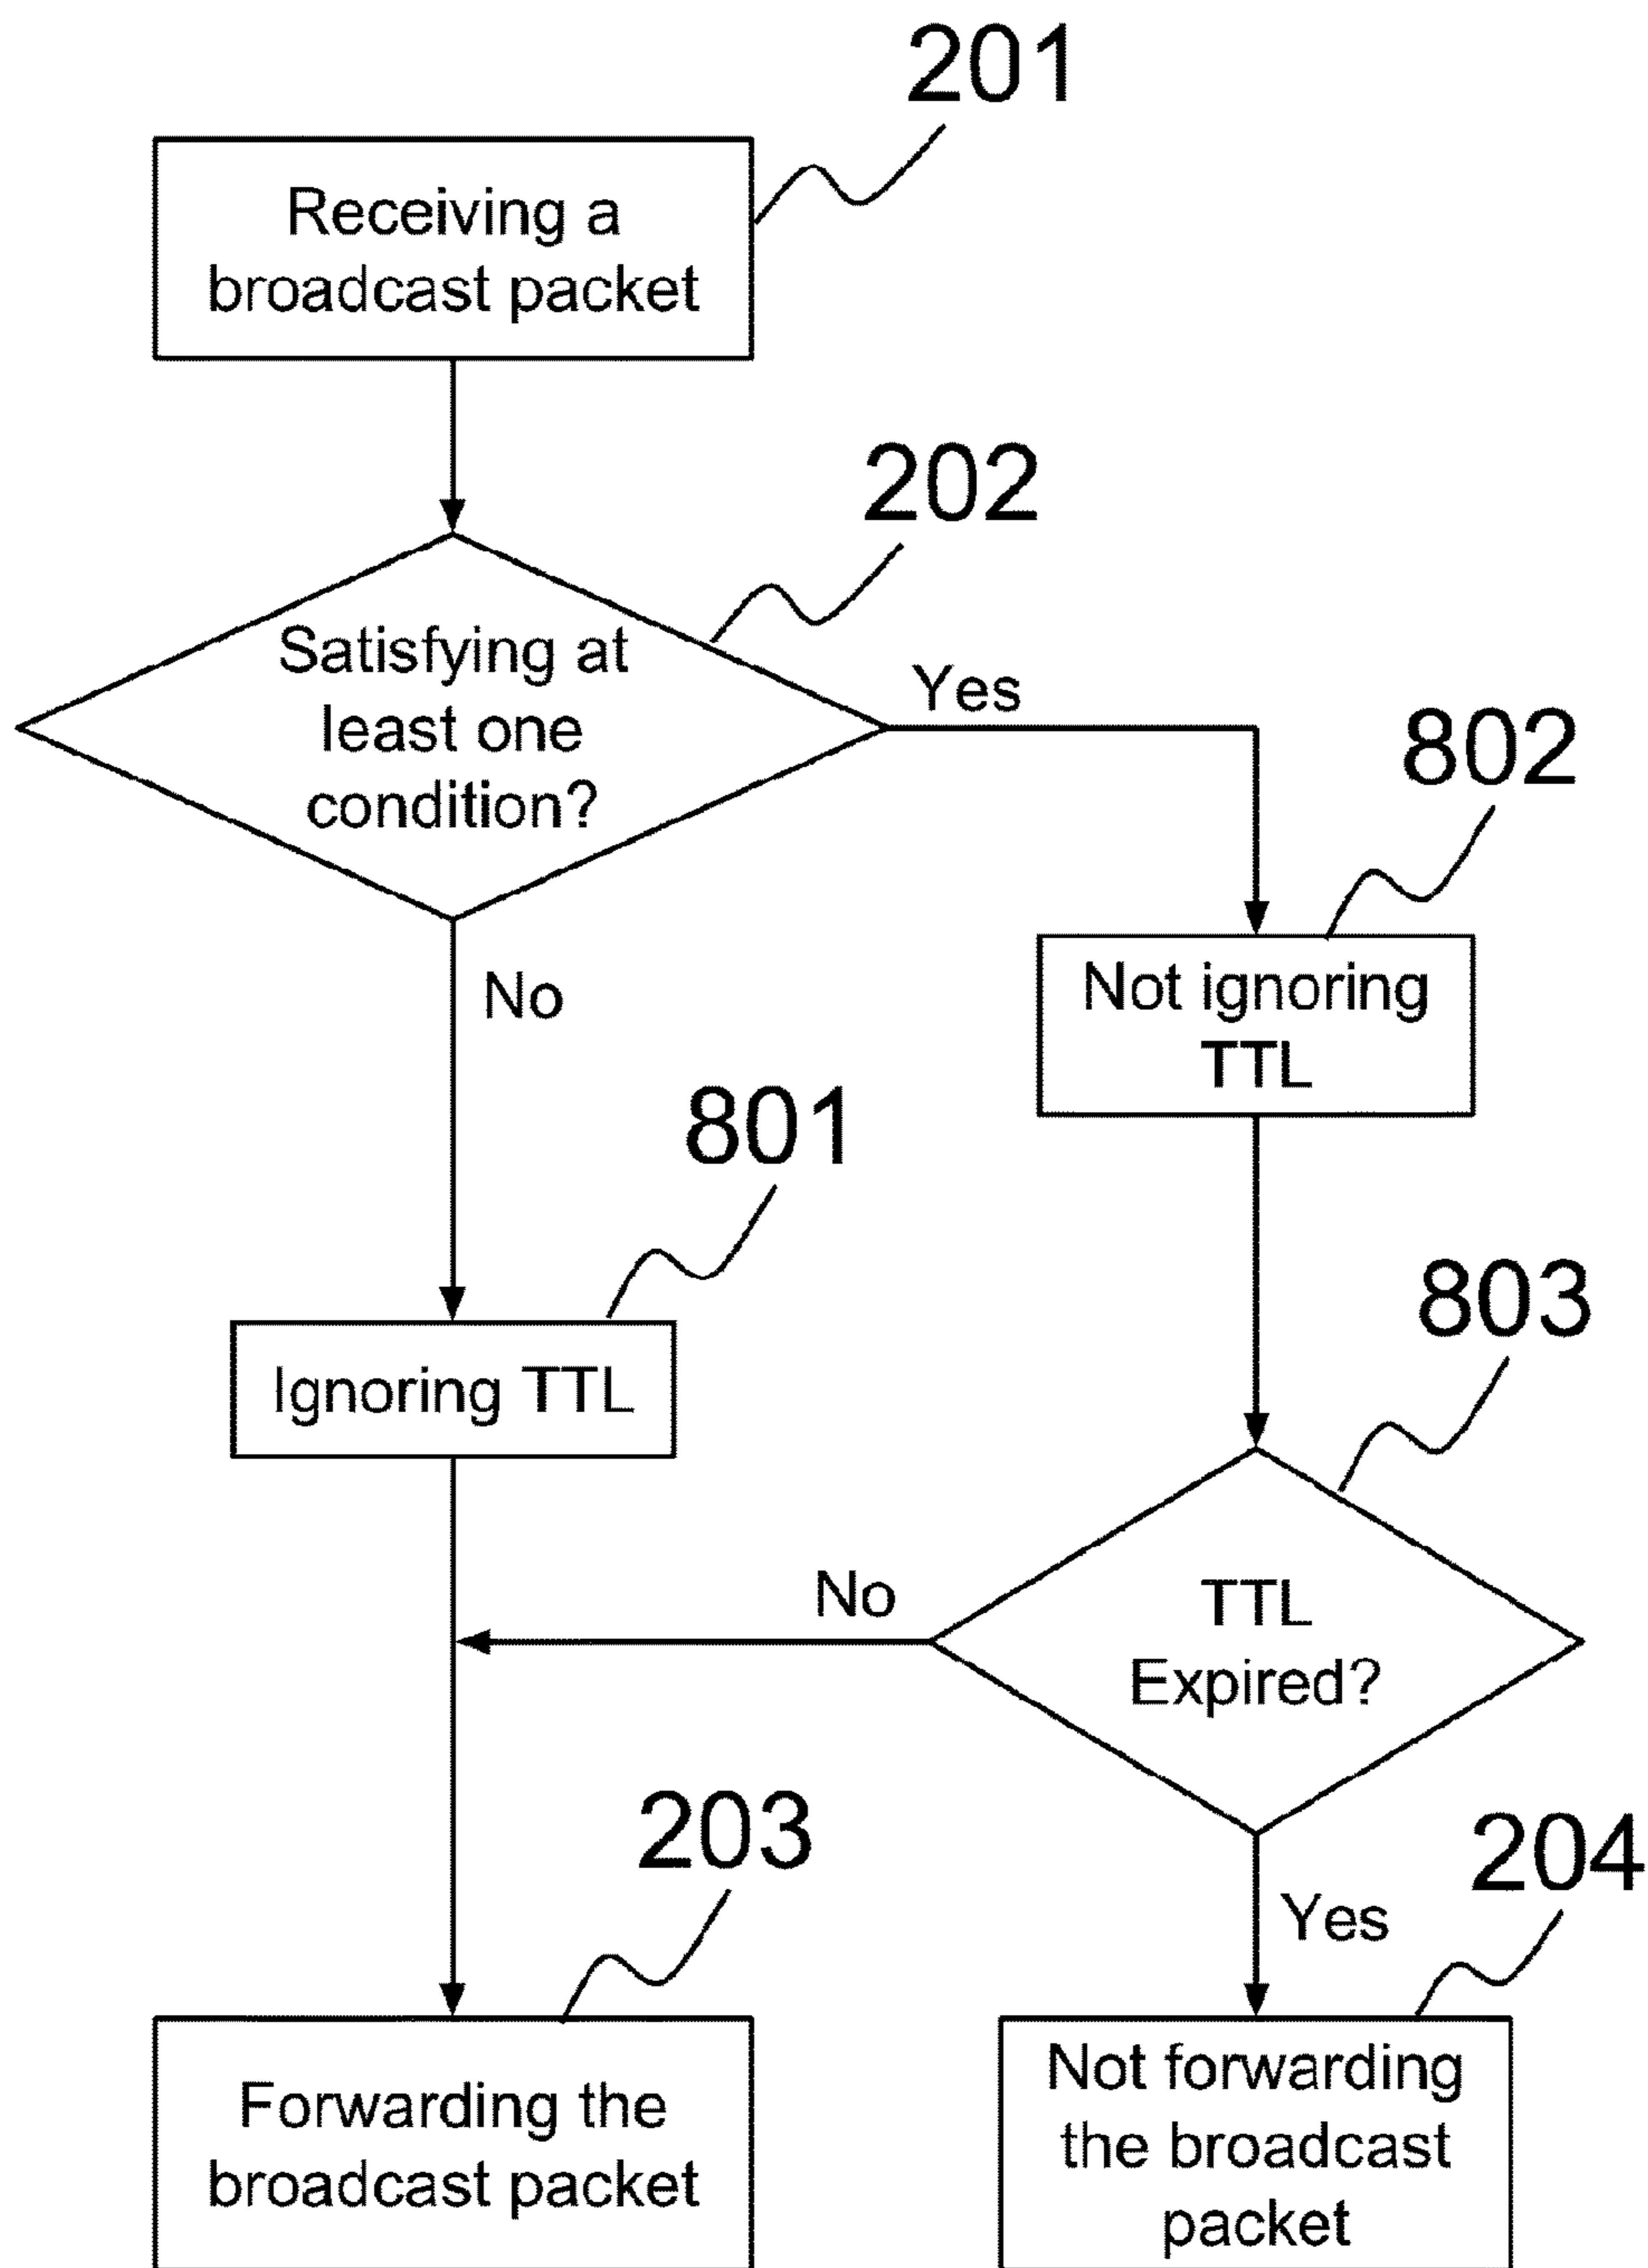 201
Receiving a
broadcast packet
202
Satisfying at
least one
condition?
Yes
802
Not ignoring
TTL
No
801
Ignoring TTL
803
TTL
Expired?
No
Yes
203
Forwarding the
broadcast packet
204
Not forwarding
the broadcast
packet